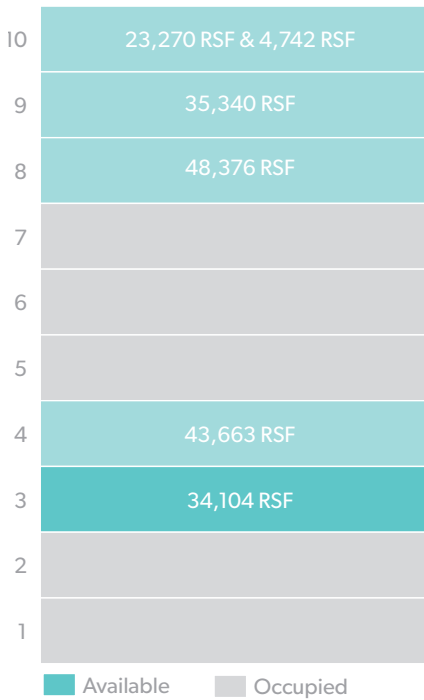 10 23,270 RSF & 4,742 RSF
9 35,340 RSF
8 48,376 RSF
7
6
5
4 43,663 RSF
3 34,104 RSF
2
1
Available Occupied